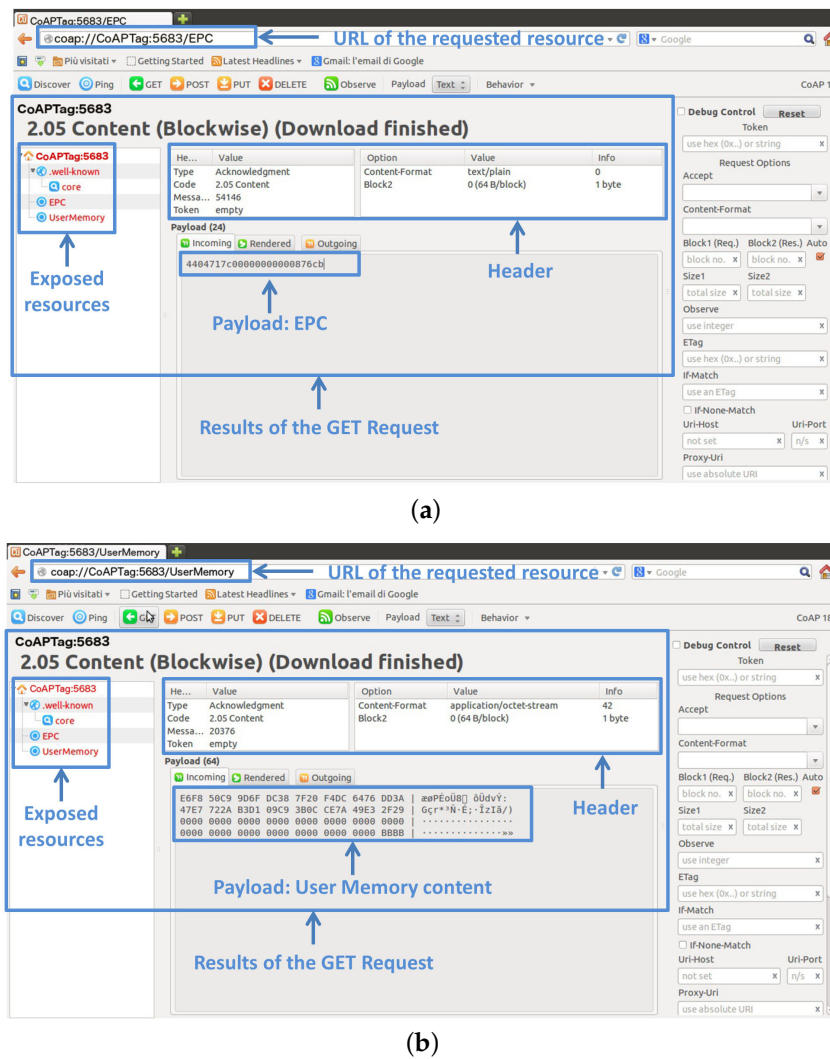 CoAPTag:5683/EPC
coap://CoAPTag:5683/EPC
URL of the requested resource
Google
Più visitati
Getting Started
Latest Headlines
Gmail: l'email di Google
Discover Ping GET POST PUT DELETE Observe Payload Text Behavior
CoAP 1
CoAPTag:5683
2.05 Content (Blockwise) (Download finished)
CoAPTag:5683
.well-known
core
EPC
UserMemory
Exposed
resources
He... Value
Type Acknowledgment
Code 2.05 Content
Messa... 54146
Token empty
Option Value Info
Content-Format text/plain 0
Block2 0 (64 B/block) 1 byte
Header
Payload (24)
Incoming Rendered Outgoing
4404717c00000000000876cb
Payload: EPC
Results of the GET Request
Debug Control Reset
Token
use hex (0x..) or string
Request Options
Accept
Content-Format
Block1 (Req.) Block2 (Res.) Auto
block no. x block no. x
Size1 Size2
total size x total size x
Observe
use integer x
ETag
use hex (0x..) or string x
If-Match
use an ETag x
If-None-Match
Uri-Host Uri-Port
not set x n/s x
Proxy-Uri
use absolute URI x
(a)
CoAPTag:5683/UserMemory
coap://CoAPTag:5683/UserMemory
URL of the requested resource
Google
Più visitati
Getting Started
Latest Headlines
Gmail: l'email di Google
Discover Ping POST PUT DELETE Observe Payload Text Behavior
CoAP 18
CoAPTag:5683
2.05 Content (Blockwise) (Download finished)
CoAPTag:5683
.well-known
core
EPC
UserMemory
Exposed
resources
He... Value
Type Acknowledgment
Code 2.05 Content
Messa... 20376
Token empty
Option Value Info
Content-Format application/octet-stream 42
Block2 0 (64 B/block) 1 byte
Header
Payload (64)
Incoming Rendered Outgoing
E6F8 50C9 9D6F DC38 7F20 F4DC 6476 DD3A | æøPÉoÜ8 ôÜdvÝ:
47E7 722A B3D1 09C9 3B0C CE7A 49E3 2F29 | Gçr*³Ñ·É;·ÎzIã/)
0000 0000 0000 0000 0000 0000 0000 0000 | ················
0000 0000 0000 0000 0000 0000 0000 BBBB | ··············»»
Payload: User Memory content
Results of the GET Request
Debug Control Reset
Token
use hex (0x..) or string
Request Options
Accept
Content-Format
Block1 (Req.) Block2 (Res.) Auto
block no. x block no. x
Size1 Size2
total size x total size x
Observe
use integer x
ETag
use hex (0x..) or string x
If-Match
use an ETag x
If-None-Match
Uri-Host Uri-Port
not set x n/s x
Proxy-Uri
use absolute URI x
(b)